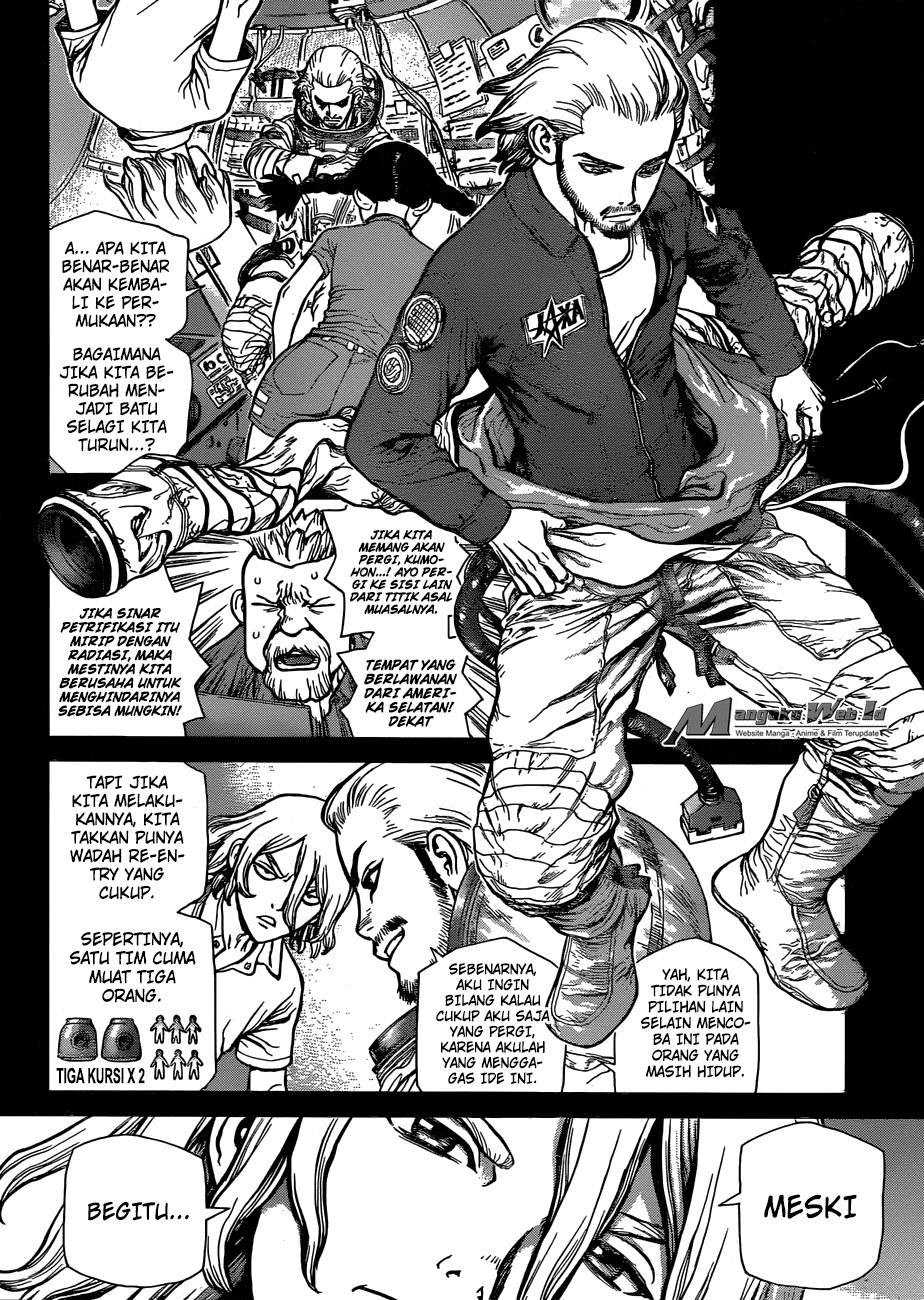 A... APA KITA
BENAR-BENAR
AKAN KEMBA-
LI KE PER-
MUKAAN??
BAGAIMANA
JIKA KITA BE-
RUBAH MEN-
JADI BATU
SELAGI KITA
TURUN...?
JAXA
JIKA KITA
MEMANG AKAN
PERGI, KUMO-
HON...! AYO PER-
GI KE SISI LAIN
DARI TITIK ASAL
MUASALNYA.
JIKA SINAR
PETRIFIKASI ITU
MIRIP DENGAN
RADIASI, MAKA
MESTINYA KITA
BERUSAHA UNTUK
MENGHINDARINYA
SEBISA MUNGKIN!
TEMPAT YANG
BERLAWANAN
DARI AMERI-
KA SELATAN!
DEKAT
Mangaku Web Id
Website Manga - Anime & Film Terupdate
TAPI JIKA
KITA MELAKU-
KANNYA, KITA
TAKKAN PUNYA
WADAH RE-EN-
TRY YANG
CUKUP.
SEPERTINYA,
SATU TIM CUMA
MUAT TIGA
ORANG.
TIGA KURSI X 2
SEBENARNYA,
AKU INGIN
BILANG KALAU
CUKUP AKU SAJA
YANG PERGI,
KARENA AKULAH
YANG MENGGA-
GAS IDE INI.
YAH, KITA
TIDAK PUNYA
PILIHAN LAIN
SELAIN MENCO-
BA INI PADA
ORANG YANG
MASIH HIDUP.
BEGITU...
MESKI